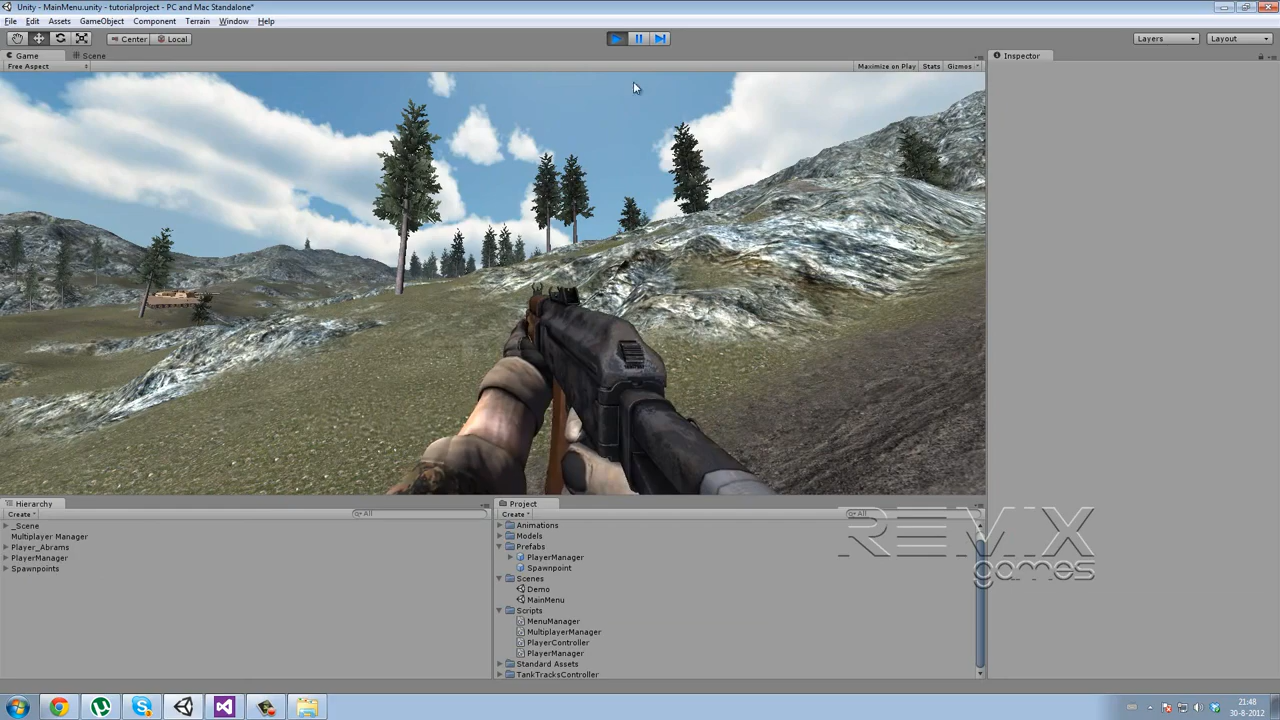 Unity - MainMenu.unity - tutorialproject - PC and Mac Standalone*
File Edit Assets GameObject Component Terrain Window Help
Center Local Layers Layout
Game Scene Inspector
Free Aspect Maximize on Play Stats Gizmos
Hierarchy Project
Create All Create All
_Scene
Multiplayer Manager
Player_Abrams
PlayerManager
Spawnpoints
Animations
Models
Prefabs
PlayerManager
Spawnpoint
Scenes
Demo
MainMenu
Scripts
MenuManager
MultiplayerManager
PlayerController
PlayerManager
Standard Assets
TankTracksController
REMIX
games
21:48
30-8-2012